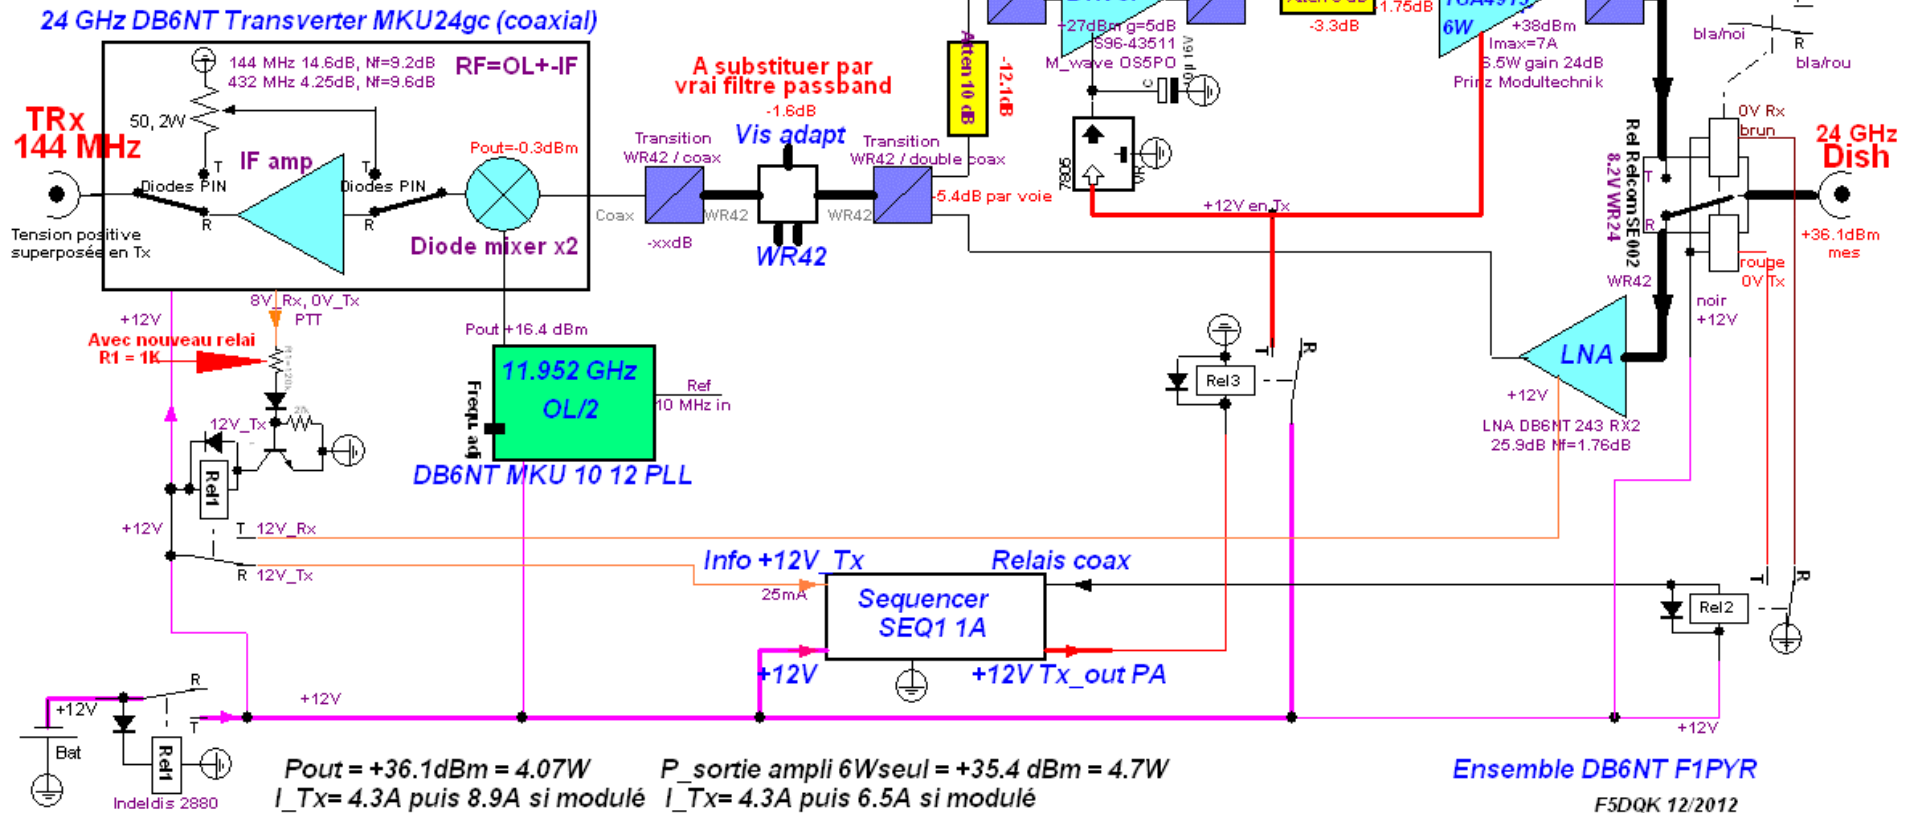 24 GHz DB6NT Transverter MKU24gc (coaxial)
144 MHz 14.6dB, Nf=9.2dB
432 MHz 4.25dB, Nf=9.6dB
RF=OL+-IF
50, 2W
TRx
144 MHz
IF amp
T
T
Diodes PIN
Diodes PIN
R
R
Pout=-0.3dBm
Diode mixer x2
Tension positive
superposée en Tx
Coax
A substituer par
vrai filtre passband
-1.6dB
Vis adapt
Transition
WR42 / coax
WR42
-xxdB
WR42
WR42
Transition
WR42 / double coax
-5.4dB par voie
Atten 10 dB
-12.1dB
+27dBm g=5dB
S96-43511
M_wave OS5PO
C
7806
-3.3dB
-1.75dB
6W
+38dBm
Imax=7A
6.5W gain 24dB
Prinz Modultechnik
bla/noi
R
bla/rou
0V Rx
brun
24 GHz
Dish
Rel Relcom SE002
8.2V WR24
T
R
+36.1dBm
mes
rouge
0V Tx
WR42
noir
+12V
+12V en Tx
LNA
+12V
LNA DB6NT 243 RX2
25.9dB Nf=1.76dB
+12V
8V_Rx, 0V_Tx
PTT
Avec nouveau relai
R1 = 1K
R1=120k
12V_Tx
Rel1
Pout +16.4 dBm
11.952 GHz
OL/2
Frequ. adj
Ref
10 MHz in
DB6NT MKU 10 12 PLL
T
R
Rel3
+12V
T
12V_Rx
R
12V_Tx
Info +12V_Tx
25mA
Relais coax
Sequencer
SEQ1 1A
+12V
+12V Tx_out PA
T
R
Rel2
+12V
R
+12V
T
+12V
Bat
Rel1
Indeldis 2880
Pout = +36.1dBm = 4.07W
I_Tx= 4.3A puis 8.9A si modulé
P_sortie ampli 6Wseul = +35.4 dBm = 4.7W
I_Tx= 4.3A puis 6.5A si modulé
Ensemble DB6NT F1PYR
F5DQK 12/2012